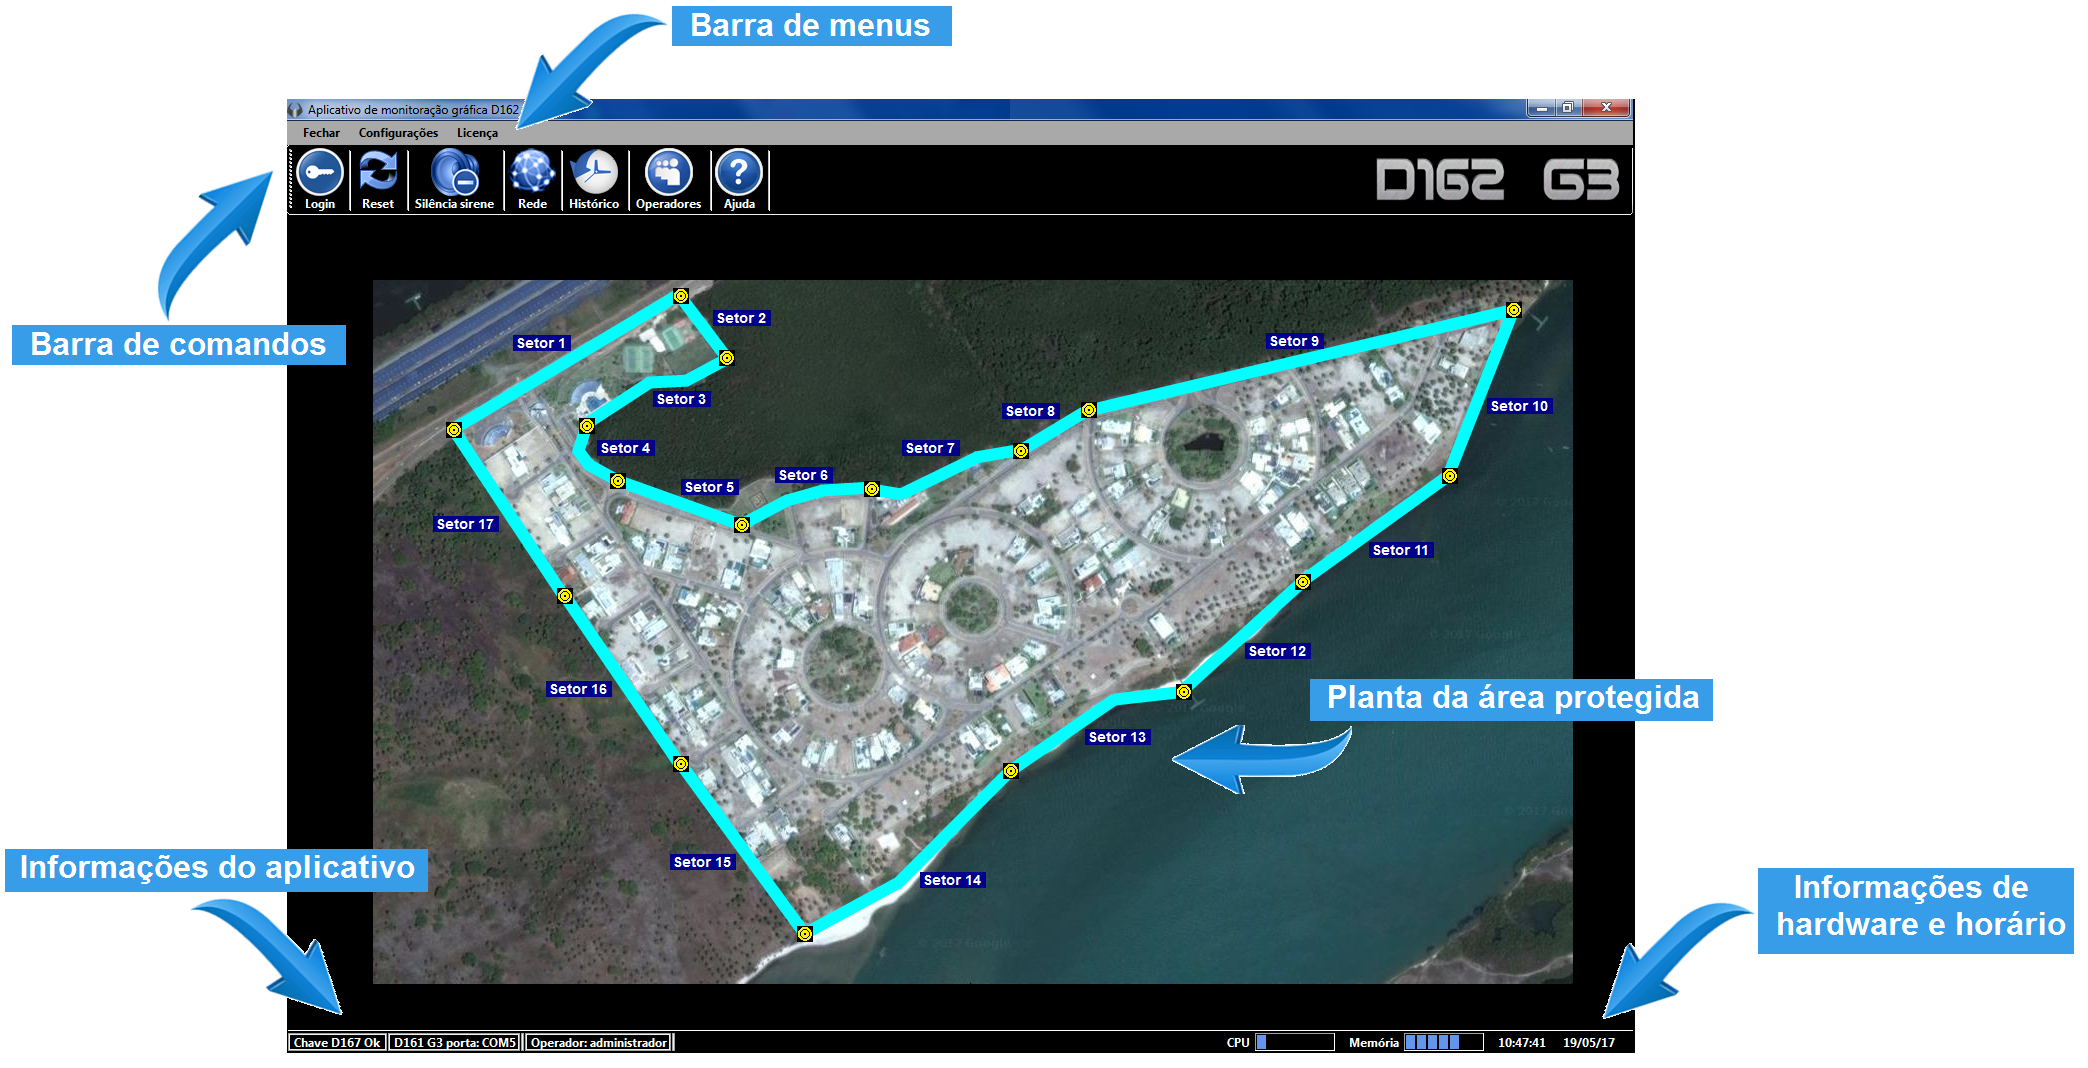 Barra de menus
Aplicativo de monitoração gráfica D162
Fechar Configurações Licença
Login Reset Silência sirene Rede Histórico Operadores Ajuda
D162 G3
Barra de comandos
Setor 1
Setor 2
Setor 3
Setor 4
Setor 5
Setor 6
Setor 7
Setor 8
Setor 9
Setor 10
Setor 11
Setor 12
Setor 13
Setor 14
Setor 15
Setor 16
Setor 17
Planta da área protegida
Informações do aplicativo
Informações de
hardware e horário
© 2017 Google
© 2017 Google
Chave D167 Ok D161 G3 porta: COM5 Operador: administrador
CPU Memória 10:47:41 19/05/17